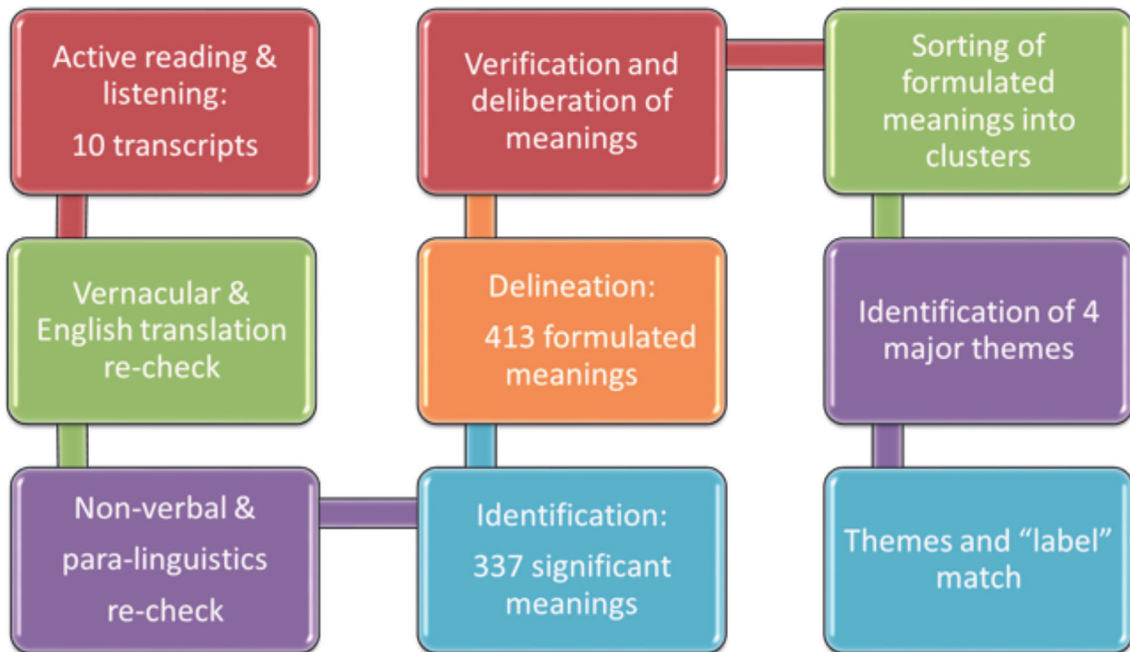 Active reading &
listening:
10 transcripts
Vernacular &
English translation
re-check
Non-verbal &
para-linguistics
re-check
Identification:
337 significant
meanings
Delineation:
413 formulated
meanings
Verification and
deliberation of
meanings
Sorting of
formulated
meanings into
clusters
Identification of 4
major themes
Themes and “label”
match